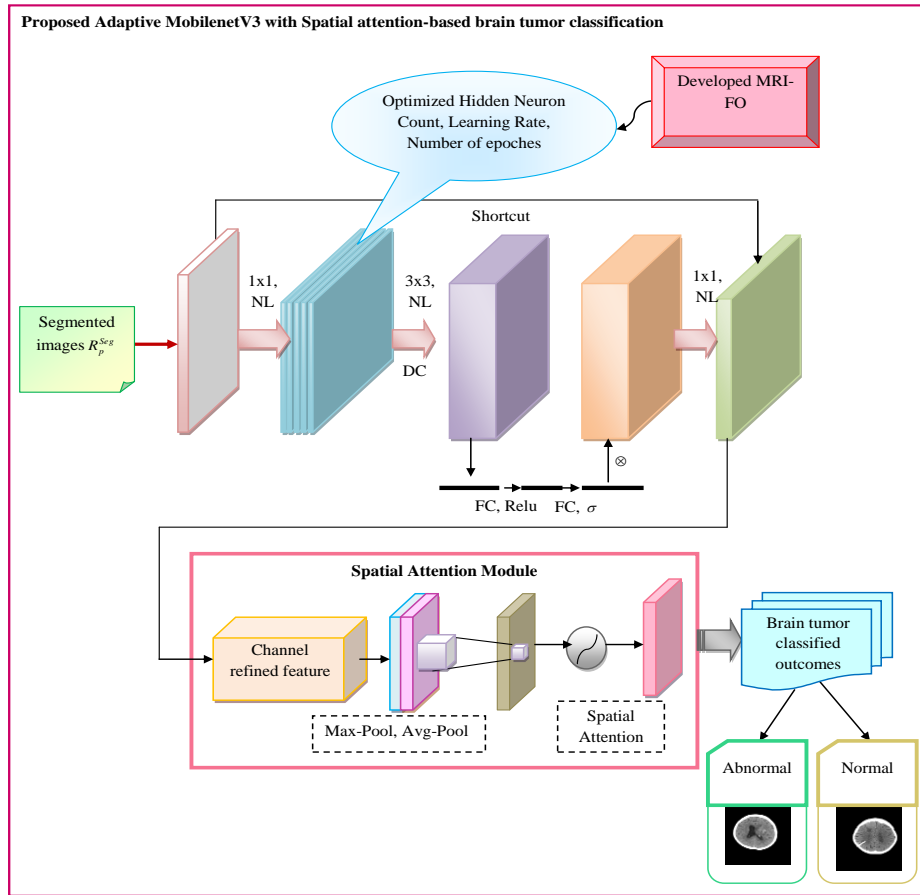 Proposed Adaptive MobilenetV3 with Spatial attention-based brain tumor classification
Developed MRI-
FO
Optimized Hidden Neuron
Count, Learning Rate,
Number of epoches
Shortcut
1x1,
NL
3x3,
NL
DC
1x1,
NL
Segmented
images R_p^{Seg}
⊗
FC, Relu
FC, σ
Spatial Attention Module
Channel
refined feature
Max-Pool, Avg-Pool
Spatial
Attention
Brain tumor
classified
outcomes
Abnormal
Normal